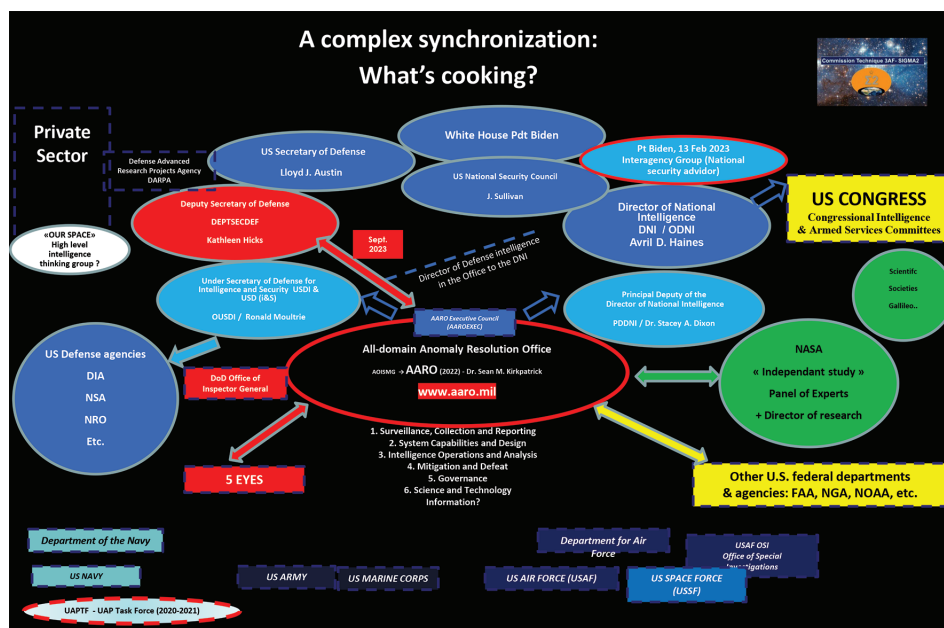 A complex synchronization:
What's cooking?
Commission Technique 3AF- SIGMA2
Private
Sector
Defense Advanced
Research Projects Agency
DARPA
US Secretary of Defense
Lloyd J. Austin
White House Pdt Biden
US National Security Council
J. Sullivan
Pt Biden, 13 Feb 2023
Interagency Group (National
security advidor)
US CONGRESS
Congressional Intelligence
& Armed Services Committees
Deputy Secretary of Defense
DEPTSECDEF
Kathleen Hicks
Director of National
Intelligence
DNI / ODNI
Avril D. Haines
«OUR SPACE»
High level
intelligence
thinking group ?
Sept.
2023
Director of Defense intelligence
in the Office to the DNI
Scientifc
Societies
Gallileo..
Under Secretary of Defense for
Intelligence and Security USDI &
USD (i&S)
OUSDI / Ronald Moultrie
AARO Executive Council
(AAROEXEC)
Principal Deputy of the
Director of National Intelligence
PDDNI / Dr. Stacey A. Dixon
US Defense agencies
DIA
NSA
NRO
Etc.
DoD Office of
Inspector General
All-domain Anomaly Resolution Office
AOISMG → AARO (2022) - Dr. Sean M. Kirkpatrick
www.aaro.mil
NASA
« Independant study »
Panel of Experts
+ Director of research
1. Surveillance, Collection and Reporting
2. System Capabilities and Design
3. Intelligence Operations and Analysis
4. Mitigation and Defeat
5. Governance
6. Science and Technology
Information?
5 EYES
Other U.S. federal departments
& agencies: FAA, NGA, NOAA, etc.
Department of the Navy
Department for Air
Force
USAF OSI
Office of Special
Investigations
US NAVY
US ARMY
US MARINE CORPS
US AIR FORCE (USAF)
US SPACE FORCE
(USSF)
UAPTF - UAP Task Force (2020-2021)